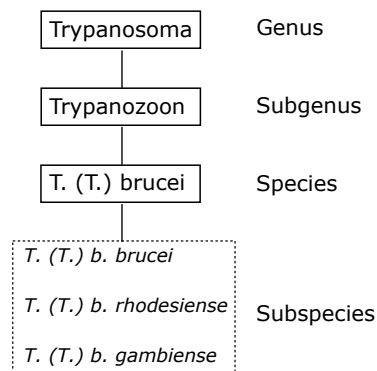 Trypanosoma Genus
Trypanozoon Subgenus
T. (T.) brucei Species
T. (T.) b. brucei
T. (T.) b. rhodesiense
Subspecies
T. (T.) b. gambiense